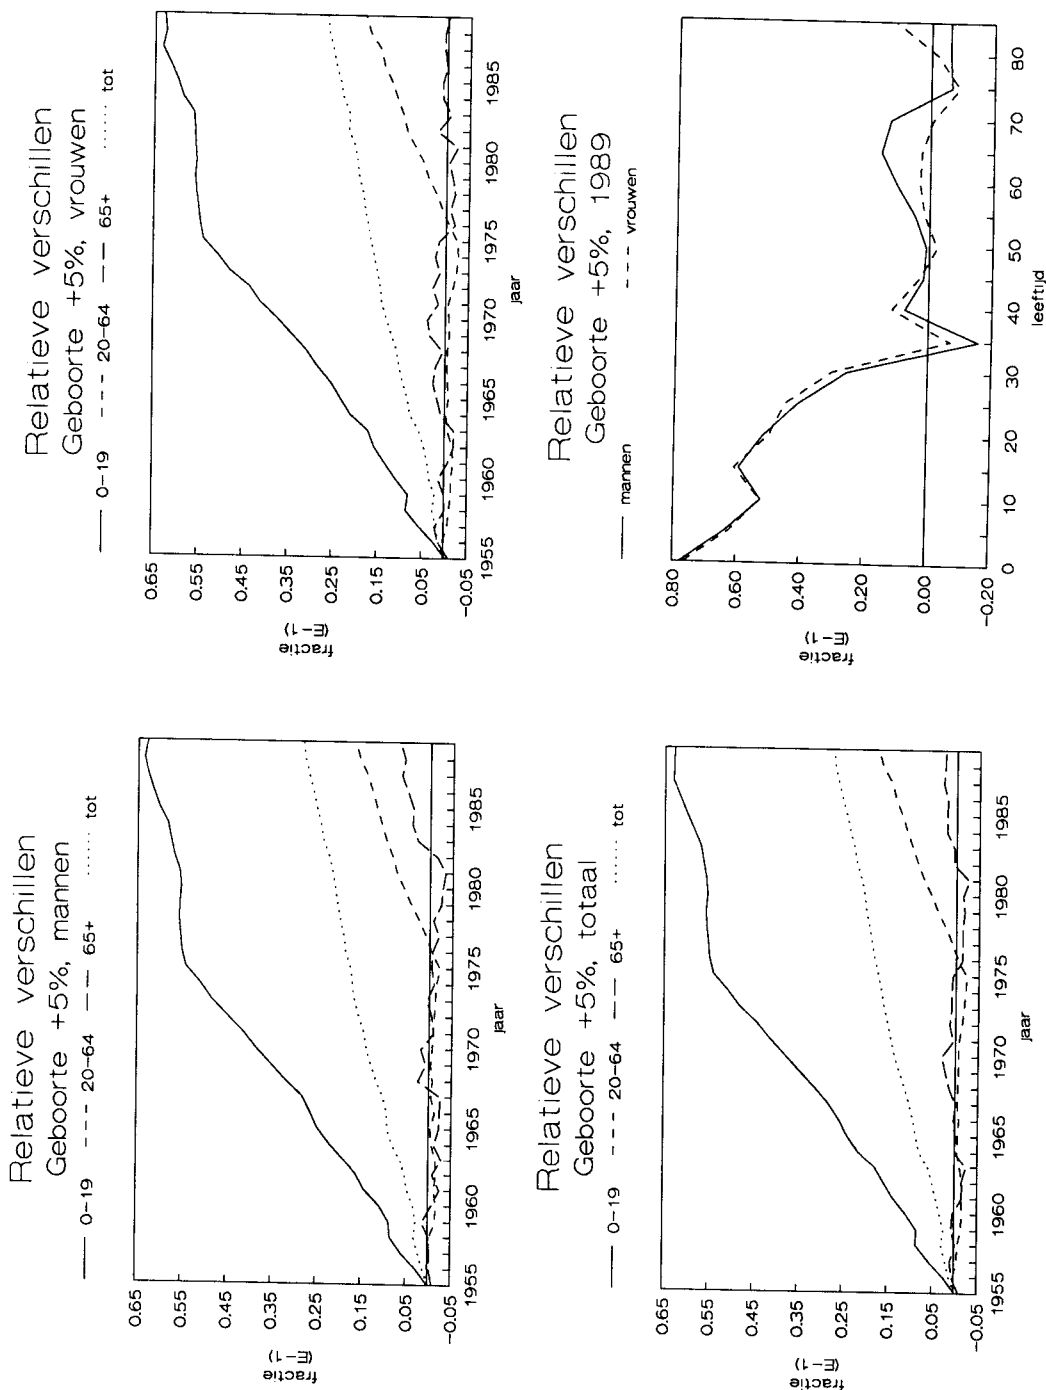 Relatieve verschillen
Geboorte +5%, mannen
0-19 20-64 65+ tot
fractie
(E-1)
0.65
0.55
0.45
0.35
0.25
0.15
0.05
-0.05
1955 1960 1965 1970 1975 1980 1985
jaar
Relatieve verschillen
Geboorte +5%, vrouwen
0-19 20-64 65+ tot
fractie
(E-1)
0.65
0.55
0.45
0.35
0.25
0.15
0.05
-0.05
1955 1960 1965 1970 1975 1980 1985
jaar
Relatieve verschillen
Geboorte +5%, totaal
0-19 20-64 65+ tot
fractie
(E-1)
0.65
0.55
0.45
0.35
0.25
0.15
0.05
-0.05
1955 1960 1965 1970 1975 1980 1985
jaar
Relatieve verschillen
Geboorte +5%, 1989
mannen vrouwen
fractie
(E-1)
0.80
0.60
0.40
0.20
0.00
-0.20
0 10 20 30 40 50 60 70 80
leeftijd